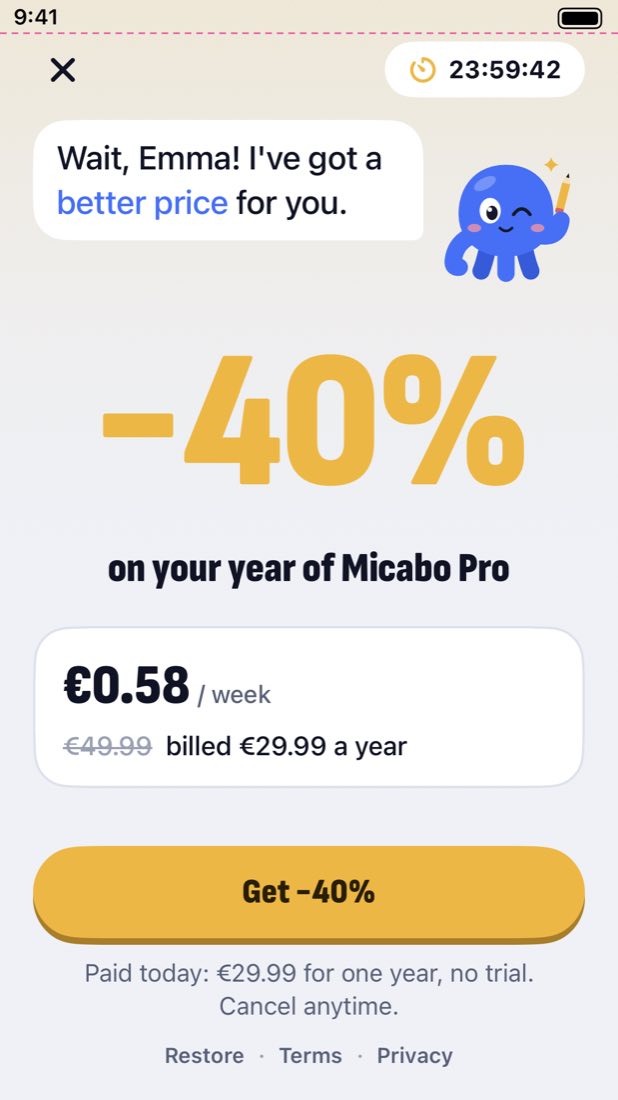 9:41
23:59:42
Wait, Emma! I've got a
better price for you.
−40%
on your year of Micabo Pro
€0.58 / week
€49.99 billed €29.99 a year
Get −40%
Paid today: €29.99 for one year, no trial.
Cancel anytime.
Restore · Terms · Privacy